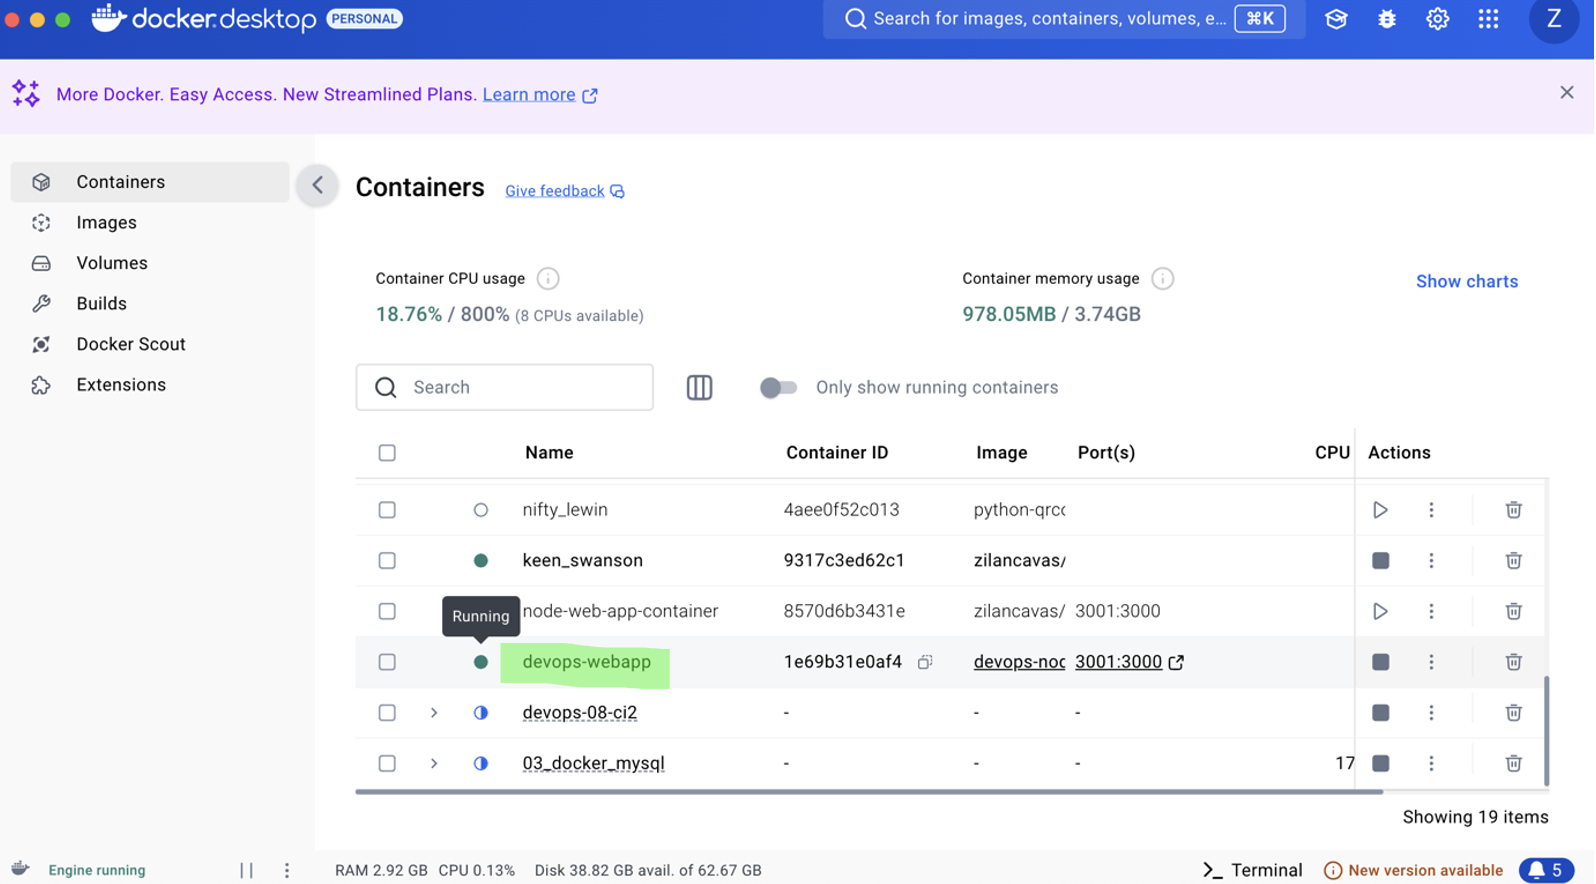 docker.desktop PERSONAL
Search for images, containers, volumes, e... ⌘K
Z
More Docker. Easy Access. New Streamlined Plans. Learn more
Containers
Images
Volumes
Builds
Docker Scout
Extensions
Containers Give feedback
Container CPU usage
18.76% / 800% (8 CPUs available)
Container memory usage
978.05MB / 3.74GB
Show charts
Search
Only show running containers
Name Container ID Image Port(s) CPU Actions
nifty_lewin 4aee0f52c013 python-qrcc
keen_swanson 9317c3ed62c1 zilancavas/
Running
node-web-app-container 8570d6b3431e zilancavas/ 3001:3000
devops-webapp 1e69b31e0af4 devops-noc 3001:3000
devops-08-ci2 - - -
03_docker_mysql - - - 17
Showing 19 items
Engine running RAM 2.92 GB CPU 0.13% Disk 38.82 GB avail. of 62.67 GB Terminal New version available 5